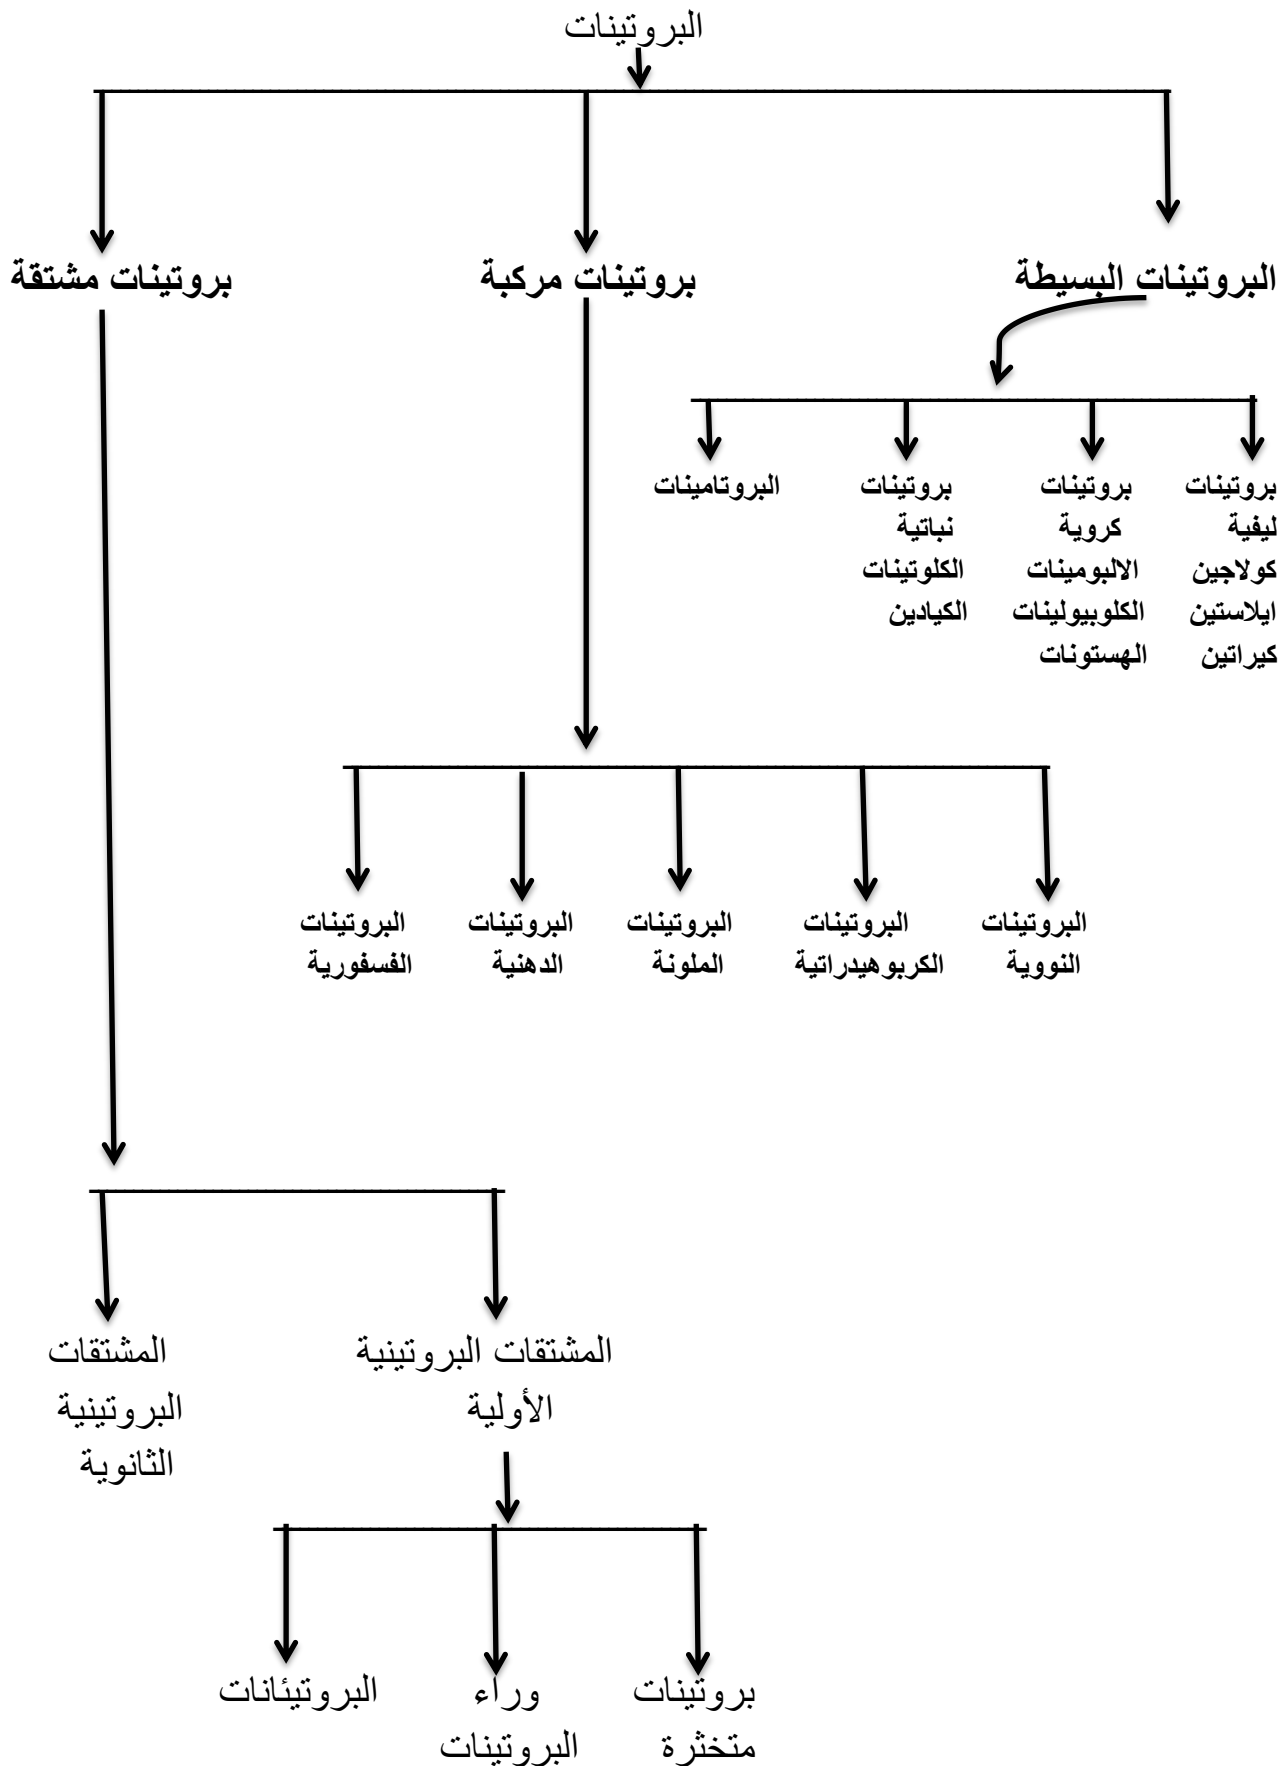 البروتينات
البروتينات البسيطة
بروتينات مركبة
بروتينات مشتقة
بروتينات
ليفية
كولاجين
ايلاستين
كيراتين
بروتينات
كروية
الالبومينات
الكلوبيولينات
الهستونات
بروتينات
نباتية
الكلوتينات
الكيادين
البروتامينات
البروتينات
النووية
البروتينات
الكربوهيدراتية
البروتينات
الملونة
البروتينات
الدهنية
البروتينات
الفسفورية
المشتقات البروتينية
الأولية
المشتقات
البروتينية
الثانوية
بروتينات
متخثرة
وراء
البروتينات
البروتيئانات